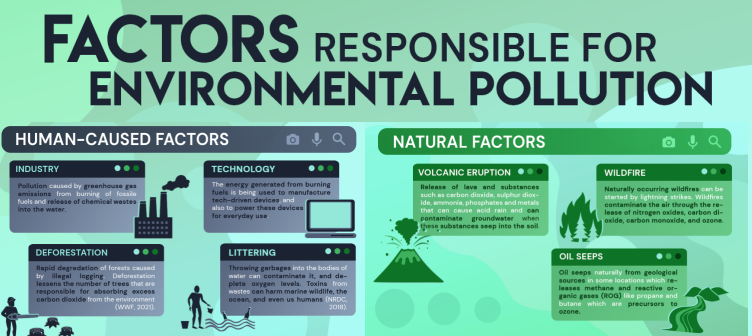 FACTORS RESPONSIBLE FOR
ENVIRONMENTAL POLLUTION
HUMAN-CAUSED FACTORS
INDUSTRY
Pollution caused by greenhouse gas
emissions from burning of fossile
fuels and release of chemical wastes
into the water.
TECHNOLOGY
The energy generated from burning
fuels is being used to manufacture
tech-driven devices and
also to power these devices
for everyday use
DEFORESTATION
Rapid degredation of forests caused
by illegal logging. Deforestation
lessens the number of trees that are
responsible for absorbing excess
carbon dioxide from the environment
(WWF, 2021).
LITTERING
Throwing garbages into the bodies of
water can contaminate it, and de-
plete oxygen levels. Toxins from
wastes can harm marine wildlife, the
ocean, and even us humans (NRDC,
2018).
NATURAL FACTORS
VOLCANIC ERUPTION
Release of lava and substances
such as carbon dioxide, sulphur diox-
ide, ammonia, phosphates and metals
that can cause acid rain and can
contaminate groundwater when
these substances seep into the soil.
WILDFIRE
Naturally occurring wildfires can be
started by lightning strikes. Wildfires
contaminate the air through the re-
lease of nitrogen oxides, carbon di-
oxide, carbon monoxide, and ozone.
OIL SEEPS
Oil seeps naturally from geological
sources in some locations which re-
leases methane and reactive or-
ganic gases (ROG) like propane and
butane which are precursors to
ozone.